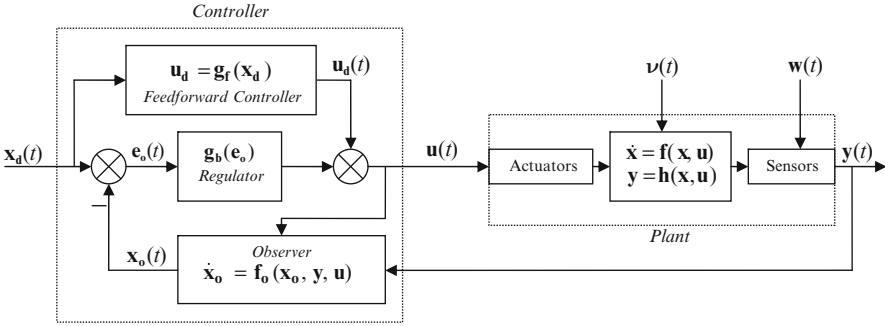 Controller
𝐮_𝐝 = 𝐠_𝐟(𝐱_𝐝)
Feedforward Controller
𝐮_𝐝(t)
𝐱_𝐝(t)
𝐞_𝐨(t)
𝐠_𝐛(𝐞_𝐨)
Regulator
𝐮(t)
−
𝐱_𝐨(t)
Observer
𝐱̇_𝐨 = 𝐟_𝐨(𝐱_𝐨, 𝐲, 𝐮)
𝛎(t)
𝐰(t)
Actuators
𝐱̇ = 𝐟(𝐱, 𝐮)
𝐲 = 𝐡(𝐱, 𝐮)
Sensors
𝐲(t)
Plant